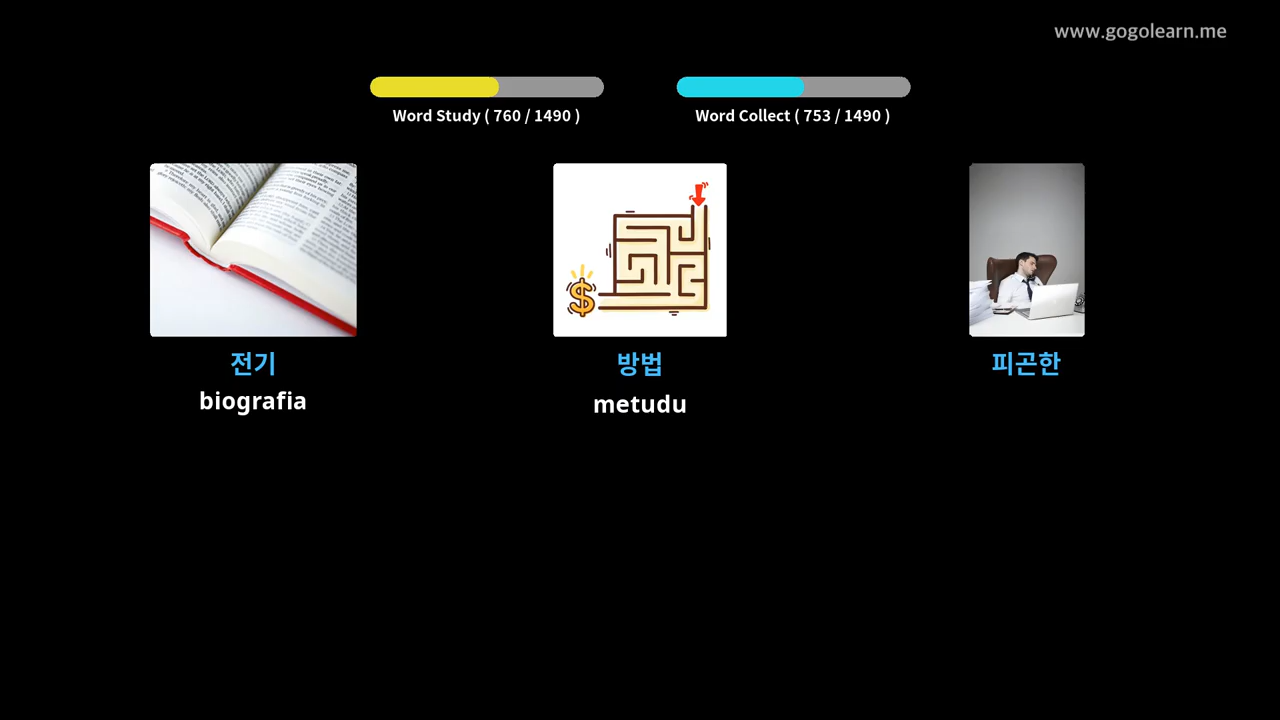 www.gogolearn.me
Word Study ( 760 / 1490 )
Word Collect ( 753 / 1490 )
전기
biografia
방법
metudu
피곤한